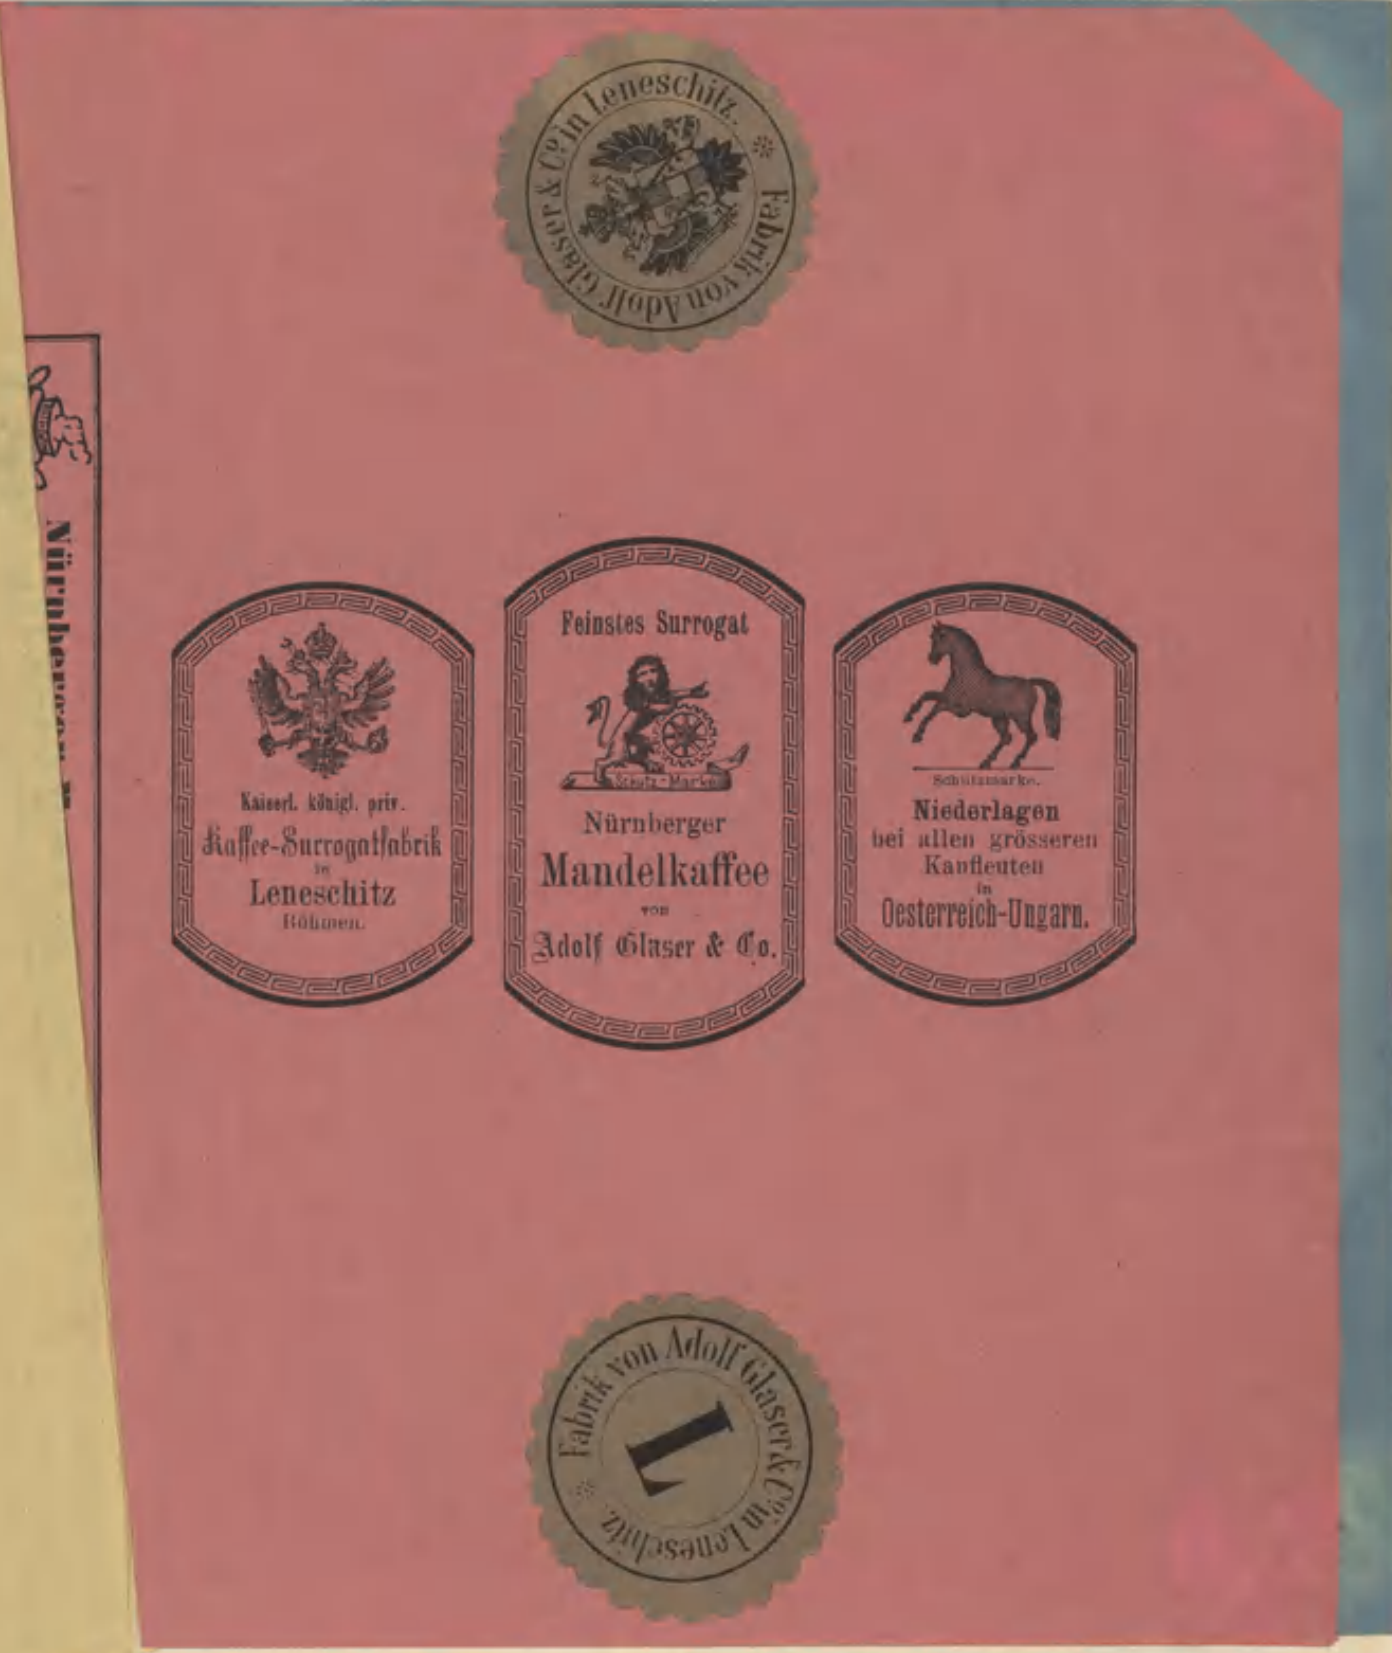 Fabrik von Adolf Glaser & Co. in Leneschitz.
Nürnberger
Kaiserl. königl. priv.
Kaffee-Surrogatfabrik
in
Leneschitz
Böhmen.
Feinstes Surrogat
Schutz-Marke
Nürnberger
Mandelkaffee
von
Adolf Glaser & Co.
Schutzmarke.
Niederlagen
bei allen grösseren
Kaufleuten
in
Oesterreich-Ungarn.
Fabrik von Adolf Glaser & Co. in Leneschitz.
L